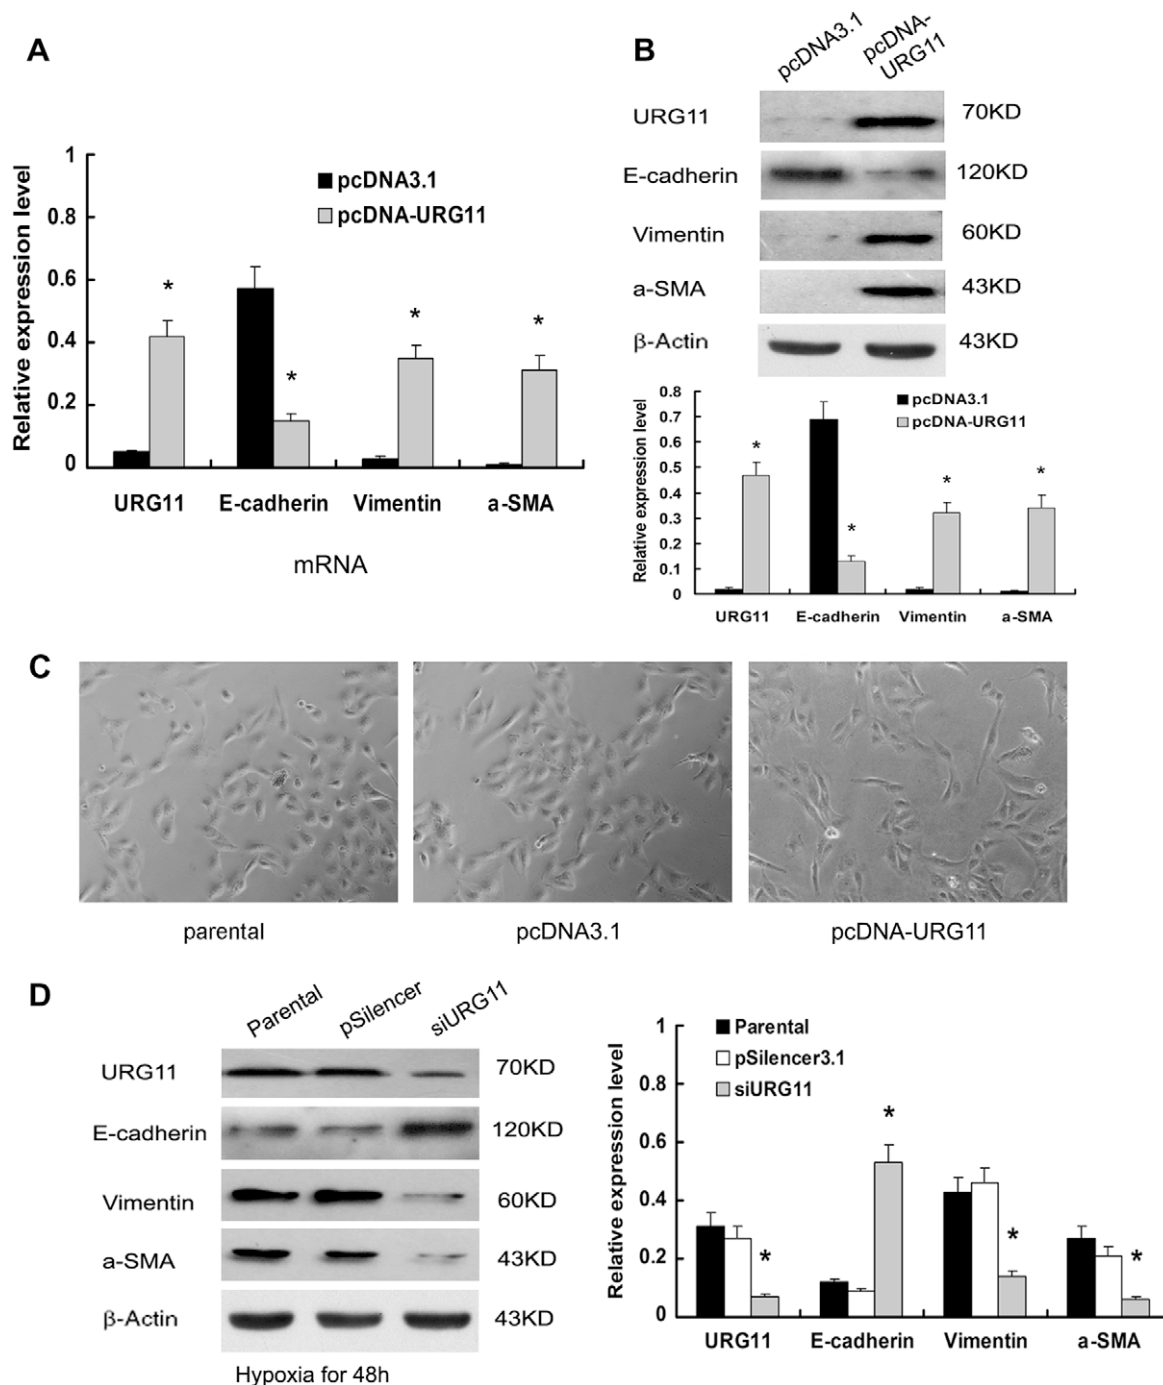 A
Relative expression level
1
0.8
0.6
0.4
0.2
0
pcDNA3.1
pcDNA-URG11
*
*
*
*
URG11 E-cadherin Vimentin a-SMA
mRNA
B
pcDNA3.1
pcDNA-
URG11
URG11 70KD
E-cadherin 120KD
Vimentin 60KD
a-SMA 43KD
β-Actin 43KD
Relative expression level
0.8
0.7
0.6
0.5
0.4
0.3
0.2
0.1
0
pcDNA3.1
pcDNA-URG11
*
*
*
*
URG11 E-cadherin Vimentin a-SMA
C
parental pcDNA3.1 pcDNA-URG11
D
Parental pSilencer siURG11
URG11 70KD
E-cadherin 120KD
Vimentin 60KD
a-SMA 43KD
β-Actin 43KD
Hypoxia for 48h
Relative expression level
1
0.8
0.6
0.4
0.2
0
Parental
pSilencer3.1
siURG11
*
*
*
*
URG11 E-cadherin Vimentin a-SMA